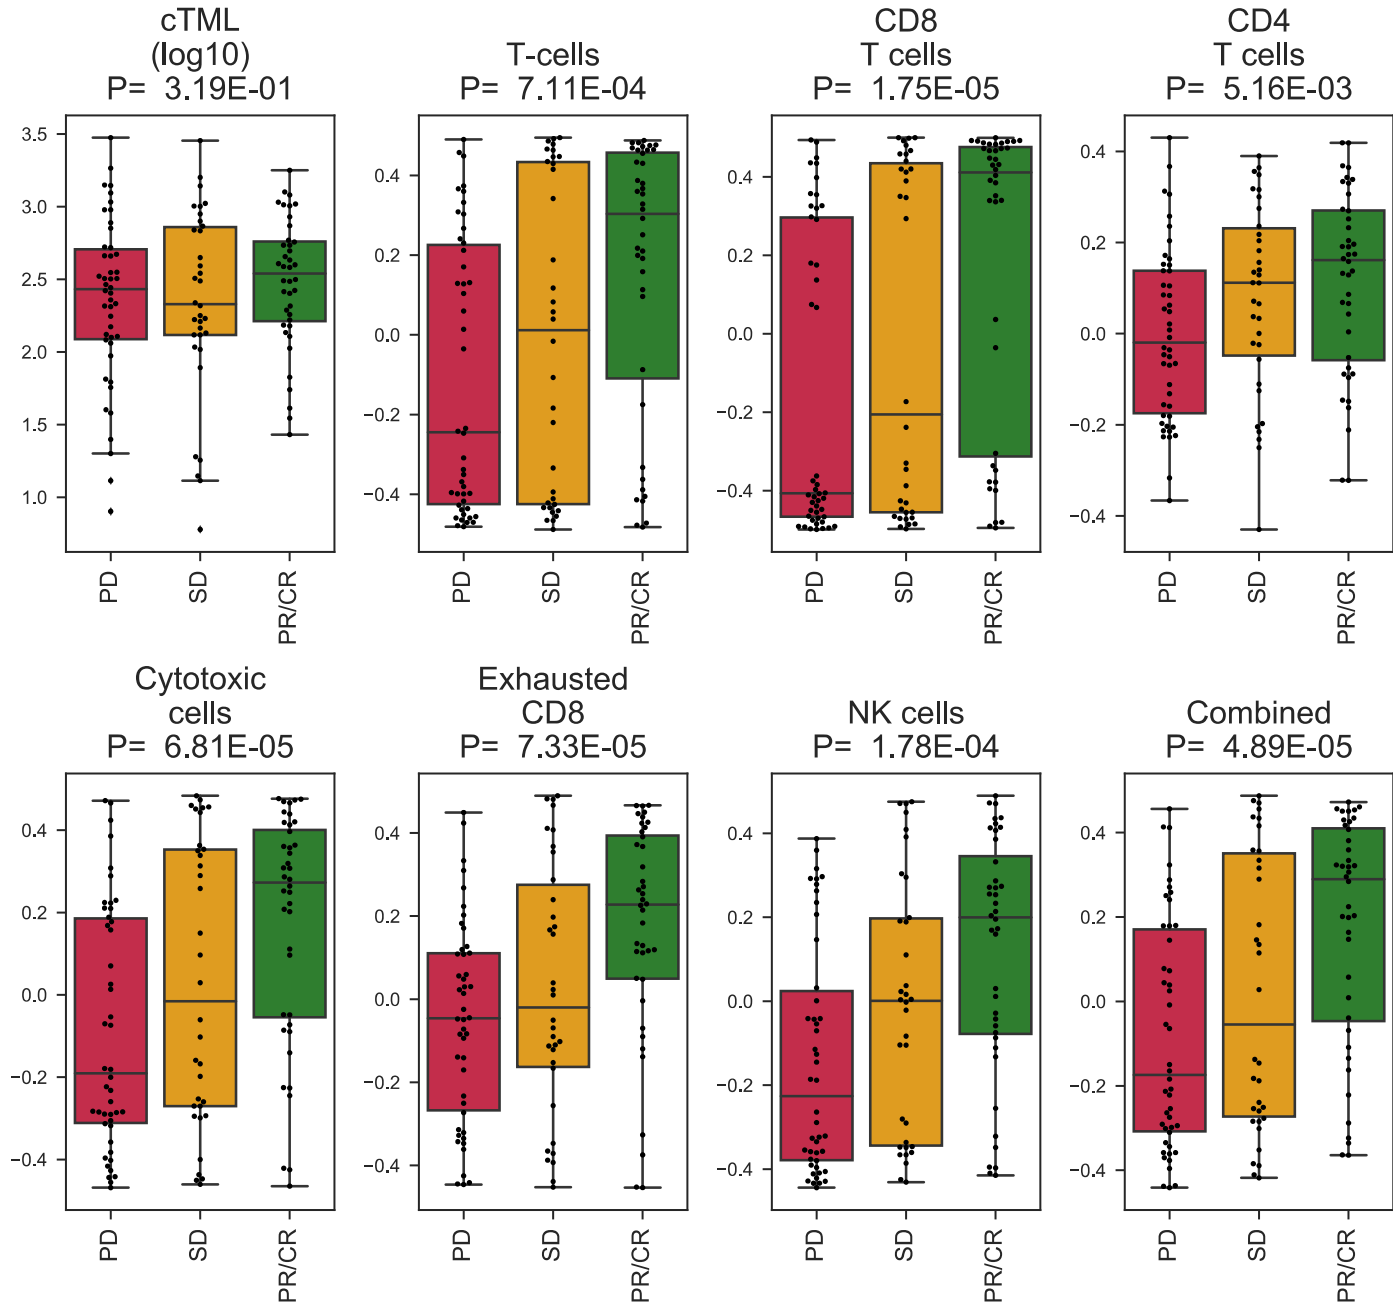 cTML
(log10)
P= 3.19E-01
T-cells
P= 7.11E-04
CD8
T cells
P= 1.75E-05
CD4
T cells
P= 5.16E-03
3.5
3.0
2.5
2.0
1.5
1.0
PD
SD
PR/CR
0.4
0.2
0.0
−0.2
−0.4
PD
SD
PR/CR
0.4
0.2
0.0
−0.2
−0.4
PD
SD
PR/CR
0.4
0.2
0.0
−0.2
−0.4
PD
SD
PR/CR
Cytotoxic
cells
P= 6.81E-05
Exhausted
CD8
P= 7.33E-05
NK cells
P= 1.78E-04
Combined
P= 4.89E-05
0.4
0.2
0.0
−0.2
−0.4
PD
SD
PR/CR
0.4
0.2
0.0
−0.2
−0.4
PD
SD
PR/CR
0.4
0.2
0.0
−0.2
−0.4
PD
SD
PR/CR
0.4
0.2
0.0
−0.2
−0.4
PD
SD
PR/CR